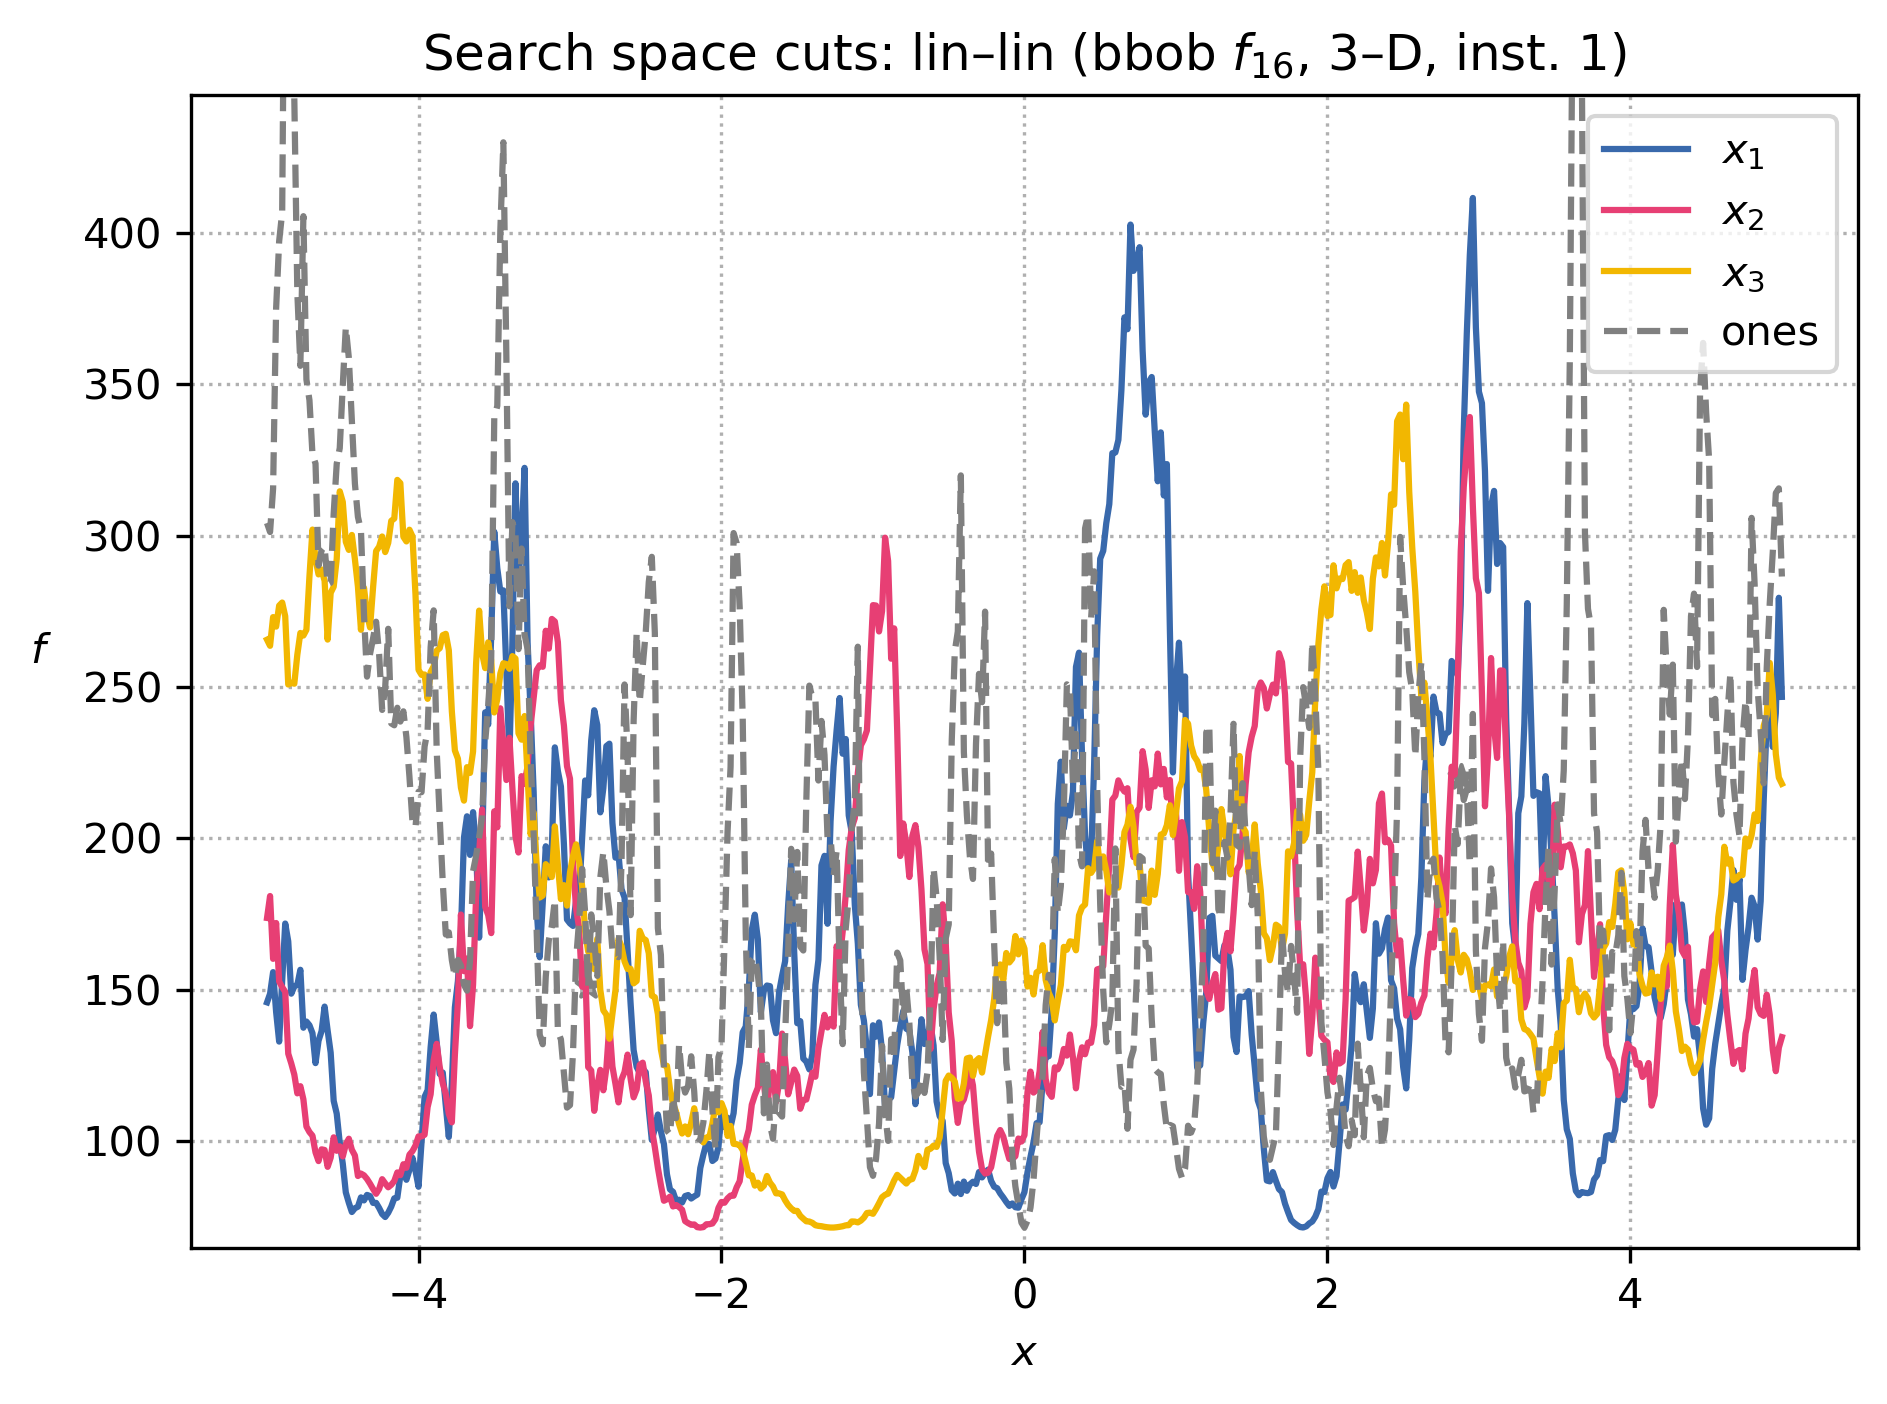 Search space cuts: lin–lin (bbob f₁₆, 3–D, inst. 1)
x₁
x₂
x₃
ones
400
350
300
250
200
150
100
f
−4
−2
0
2
4
x